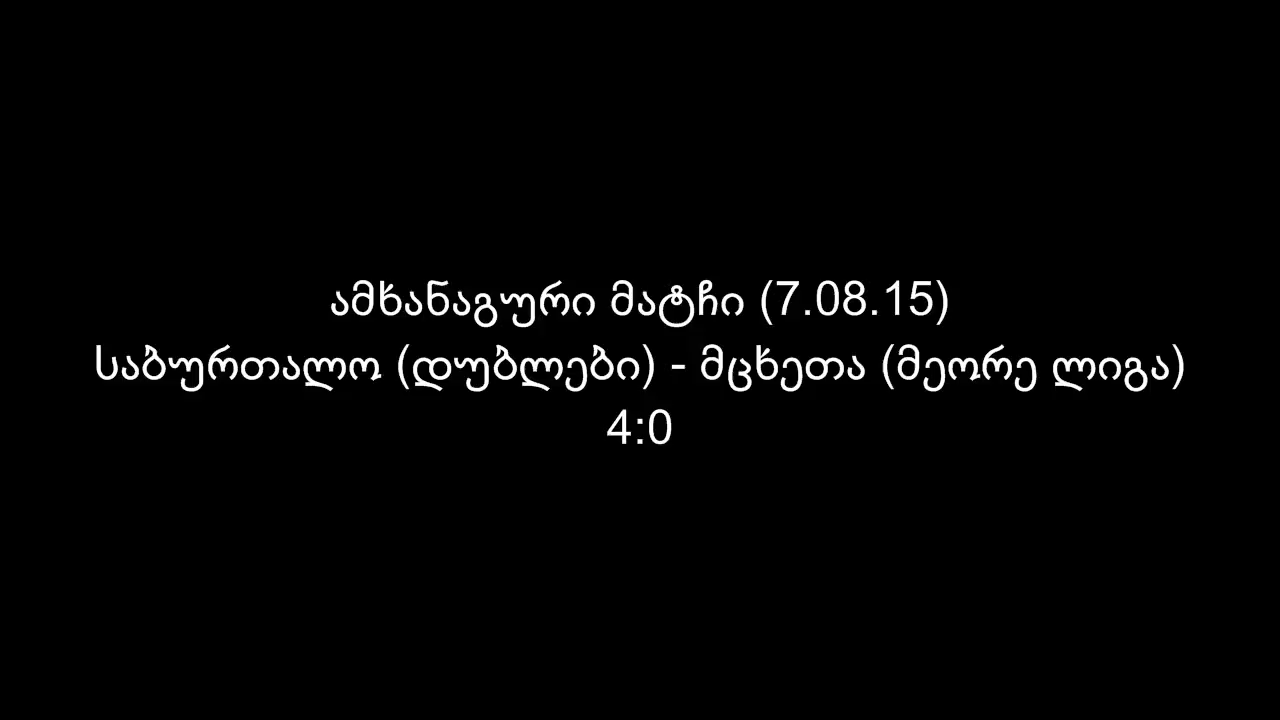 ამხანაგური მატჩი (7.08.15)
საბურთალო (დუბლები) - მცხეთა (მეორე ლიგა)
4:0